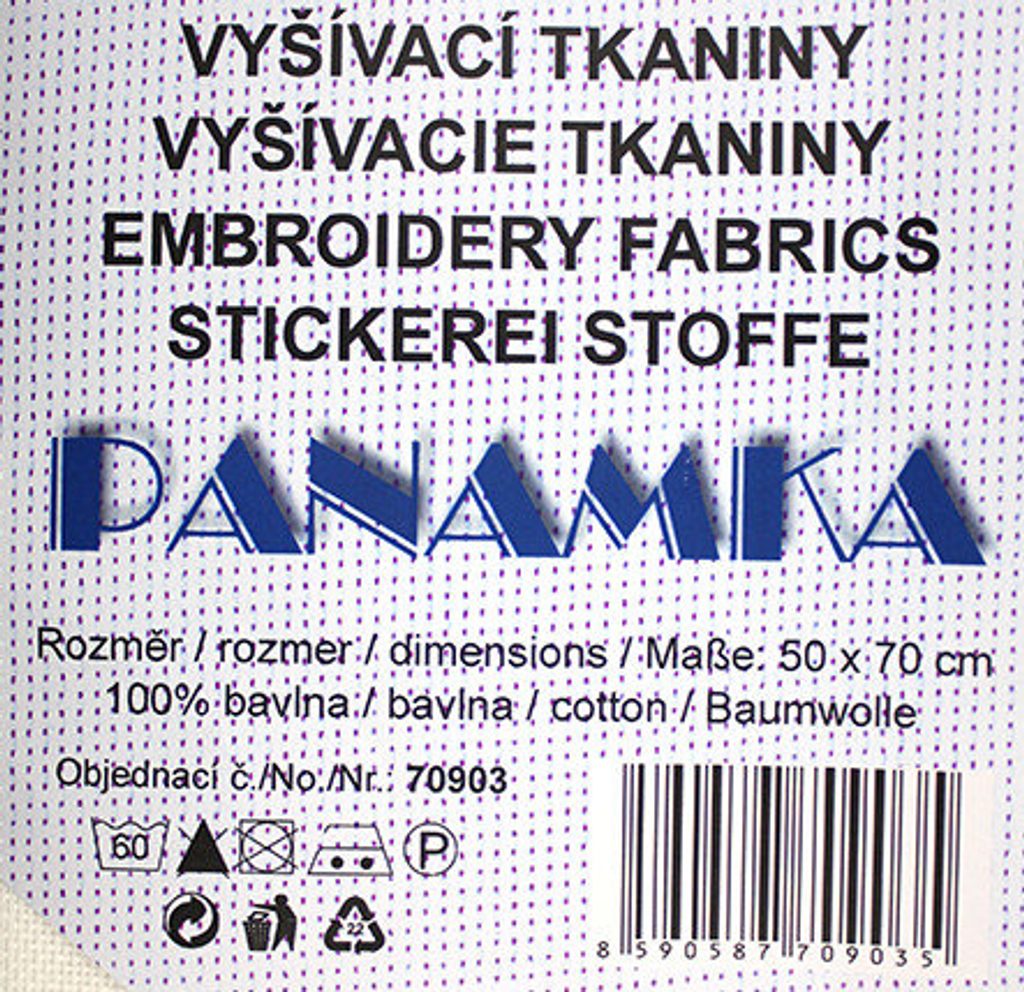 VYŠÍVACÍ TKANINY
VYŠÍVACIE TKANINY
EMBROIDERY FABRICS
STICKEREI STOFFE
PANAMKA
Rozměr / rozmer / dimensions / Maße: 50 x 70 cm
100% bavlna / bavlna / cotton / Baumwolle
Objednací č./No./Nr.: 70903
60 P
22
8 590587 709035